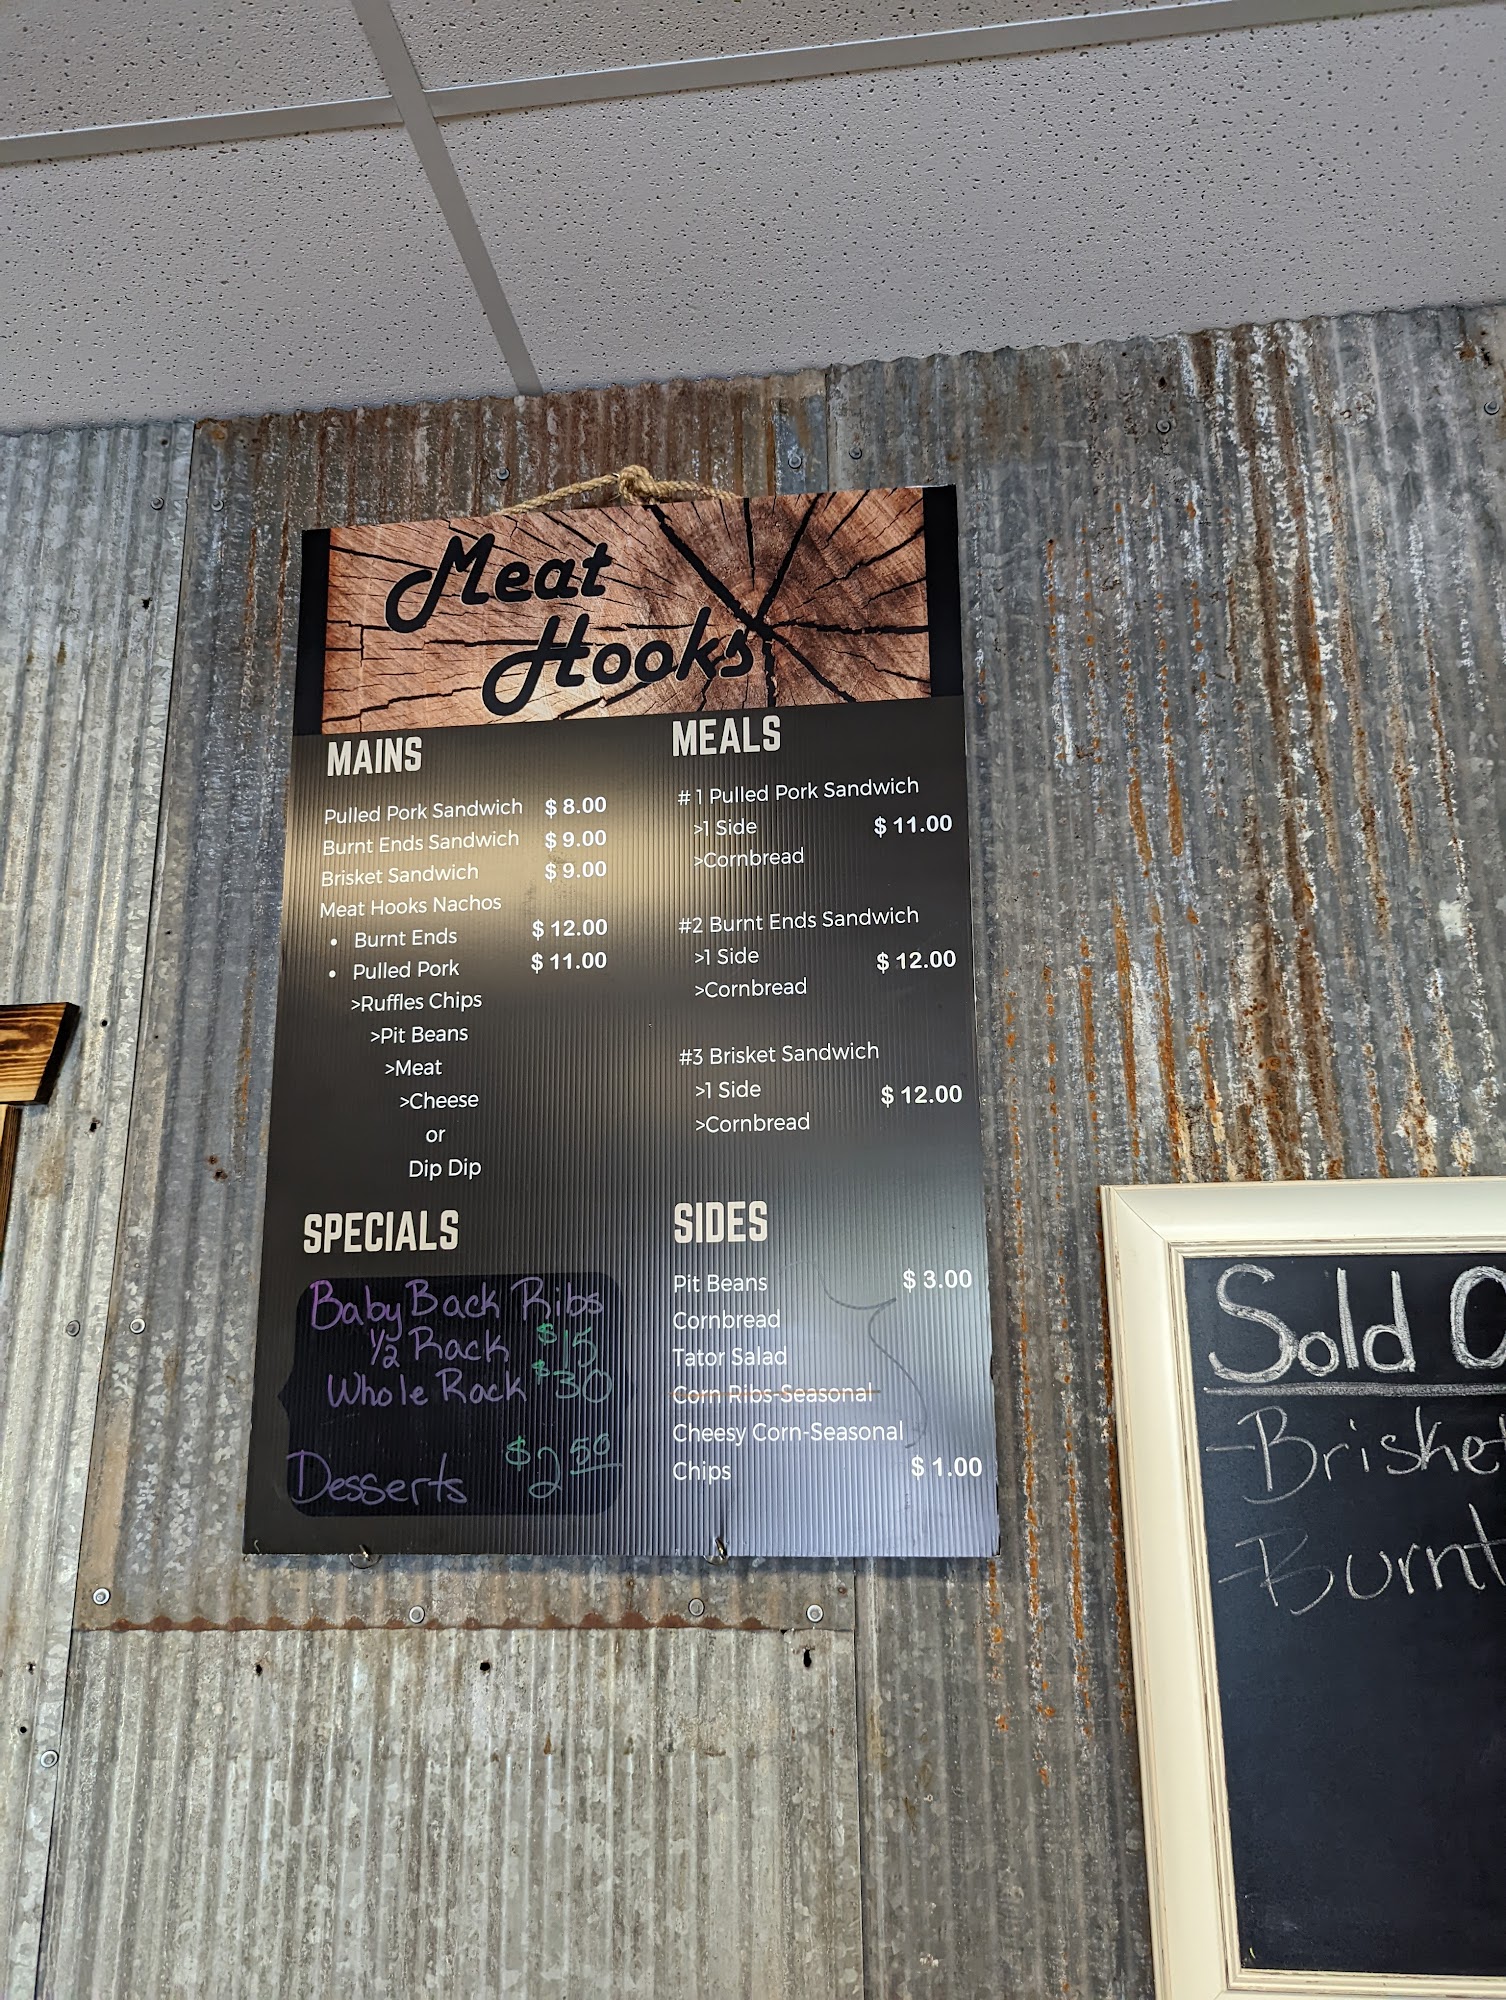 Meat
Hooks
MAINS
Pulled Pork Sandwich $ 8.00
Burnt Ends Sandwich $ 9.00
Brisket Sandwich $ 9.00
Meat Hooks Nachos
• Burnt Ends $ 12.00
• Pulled Pork $ 11.00
>Ruffles Chips
>Pit Beans
>Meat
>Cheese
or
Dip Dip
MEALS
# 1 Pulled Pork Sandwich
>1 Side $ 11.00
>Cornbread
#2 Burnt Ends Sandwich
>1 Side $ 12.00
>Cornbread
#3 Brisket Sandwich
>1 Side $ 12.00
>Cornbread
SPECIALS
Baby Back Ribs
1/2 Rack $15
Whole Rack $30
Desserts $2.50
SIDES
Pit Beans $ 3.00
Cornbread
Tator Salad
Corn Ribs-Seasonal
Cheesy Corn-Seasonal
Chips $ 1.00
Sold O
-Brisket
-Burnt